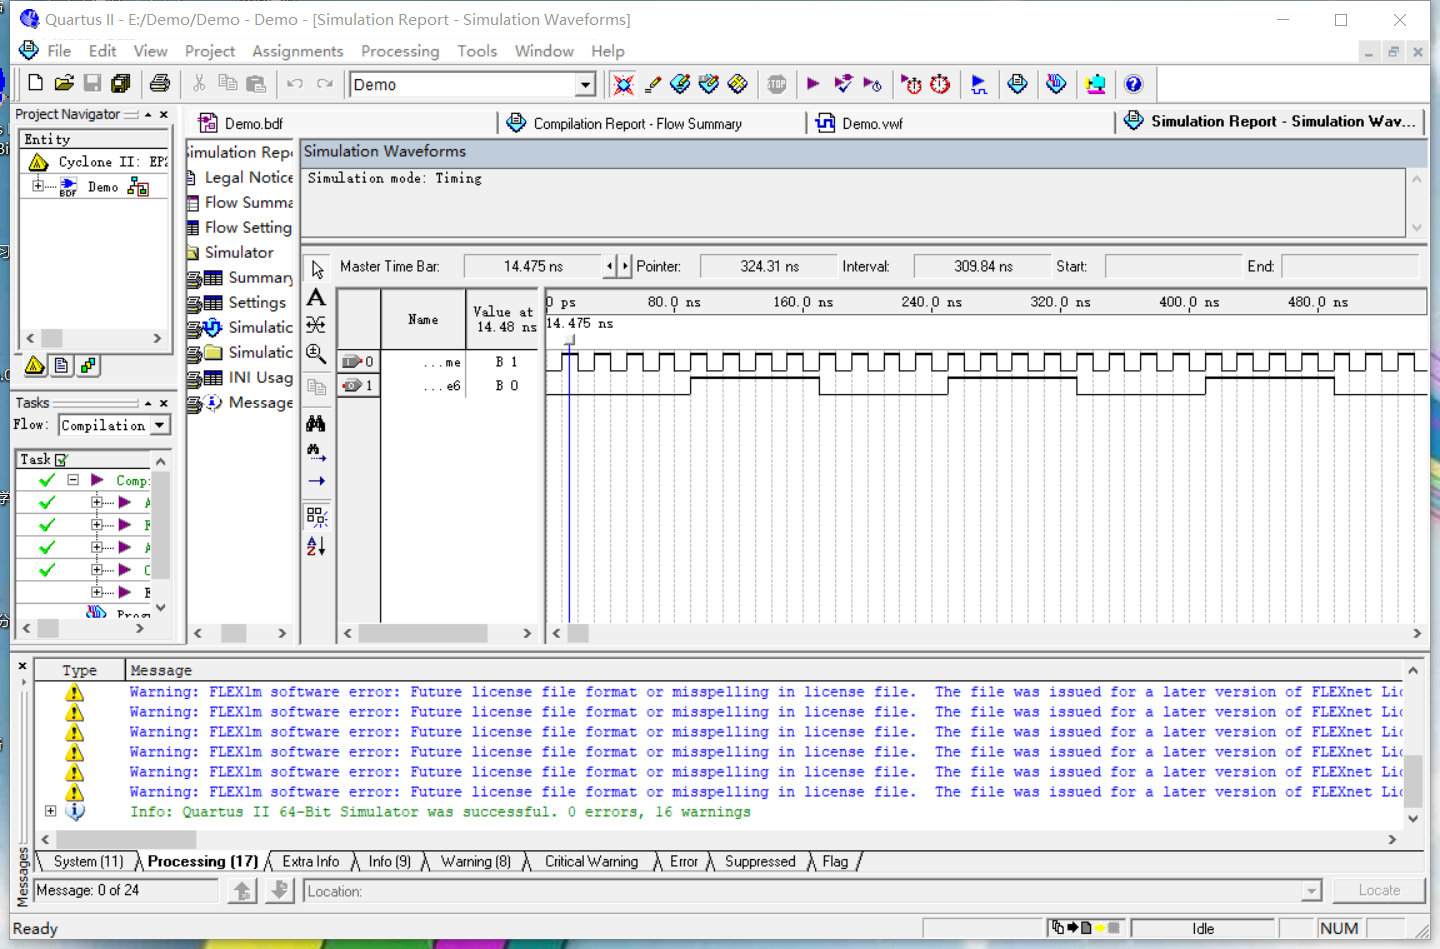 Quartus II - E:/Demo/Demo - Demo - [Simulation Report - Simulation Waveforms]
File Edit View Project Assignments Processing Tools Window Help
Demo
Project Navigator
Entity
Cyclone II: EP2
Demo
Demo.bdf
Compilation Report - Flow Summary
Demo.vwf
Simulation Report - Simulation Wav...
Simulation Repo
Legal Notice
Flow Summa
Flow Setting
Simulator
Summary
Settings
Simulatic
Simulatic
INI Usag
Message
Simulation Waveforms
Simulation mode: Timing
Master Time Bar: 14.475 ns Pointer: 324.31 ns Interval: 309.84 ns Start: End:
Name
Value at
14.48 ns
0 ps 80.0 ns 160.0 ns 240.0 ns 320.0 ns 400.0 ns 480.0 ns
14.475 ns
0 ...me B 1
1 ...e6 B 0
Tasks
Flow: Compilation
Task
Comp:
A
F
A
C
E
Progr
Type Message
Warning: FLEXlm software error: Future license file format or misspelling in license file. The file was issued for a later version of FLEXnet Lic
Warning: FLEXlm software error: Future license file format or misspelling in license file. The file was issued for a later version of FLEXnet Lic
Warning: FLEXlm software error: Future license file format or misspelling in license file. The file was issued for a later version of FLEXnet Lic
Warning: FLEXlm software error: Future license file format or misspelling in license file. The file was issued for a later version of FLEXnet Lic
Warning: FLEXlm software error: Future license file format or misspelling in license file. The file was issued for a later version of FLEXnet Lic
Warning: FLEXlm software error: Future license file format or misspelling in license file. The file was issued for a later version of FLEXnet Lic
Info: Quartus II 64-Bit Simulator was successful. 0 errors, 16 warnings
System (11) Processing (17) Extra Info Info (9) Warning (8) Critical Warning Error Suppressed Flag
Messages
Message: 0 of 24
Location:
Locate
Ready
Idle
NUM